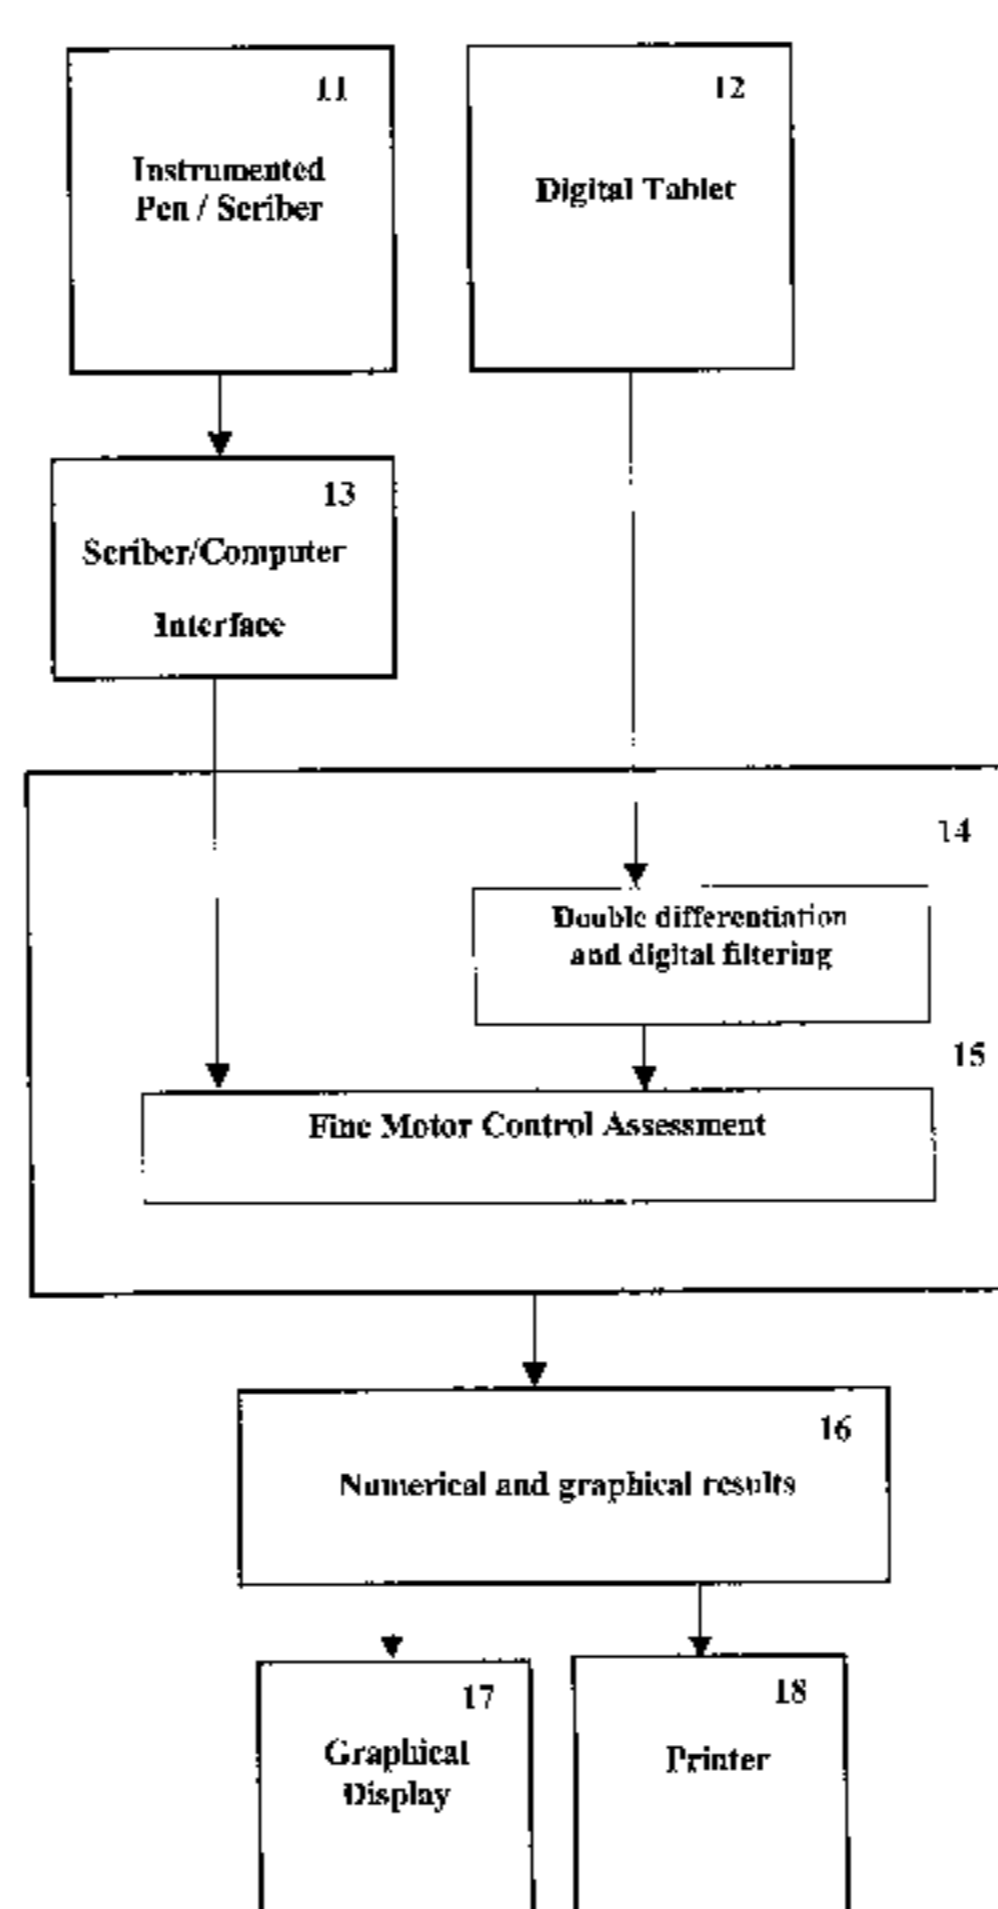 11
Instrumented
Pen / Scriber
12
Digital Tablet
13
Scriber/Computer
Interface
14
Double differentiation
and digital filtering
15
Fine Motor Control Assessment
16
Numerical and graphical results
17
Graphical
Display
18
Printer